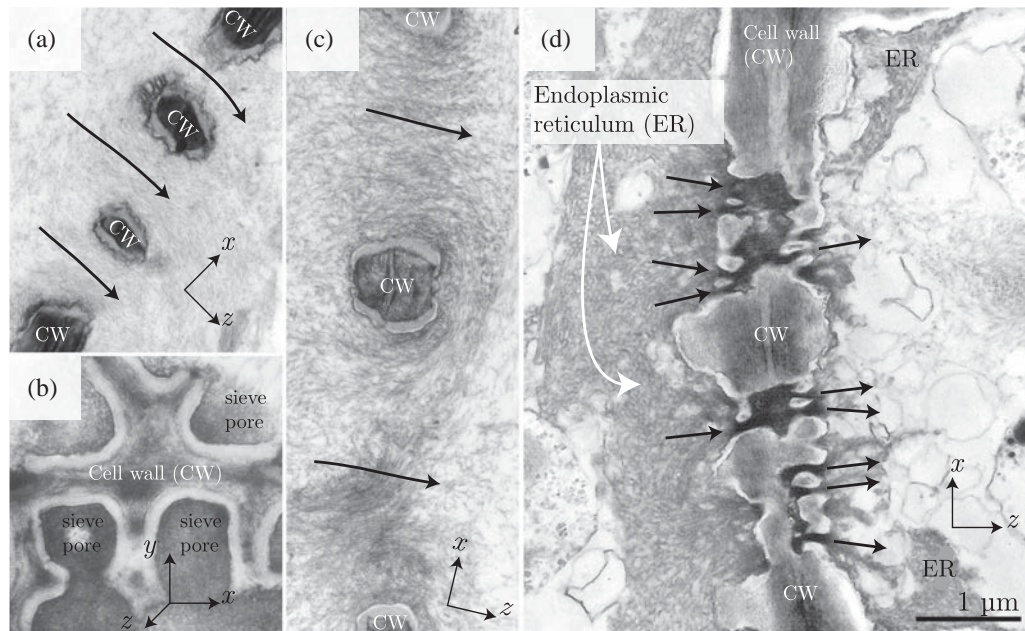 (a)
CW
CW
CW
CW
x
z
(b)
sieve
pore
Cell wall (CW)
sieve
pore
sieve
pore
y
x
z
(c)
CW
CW
CW
x
z
(d)
Cell wall
(CW)
ER
Endoplasmic
reticulum (ER)
CW
x
z
ER
CW
1 µm